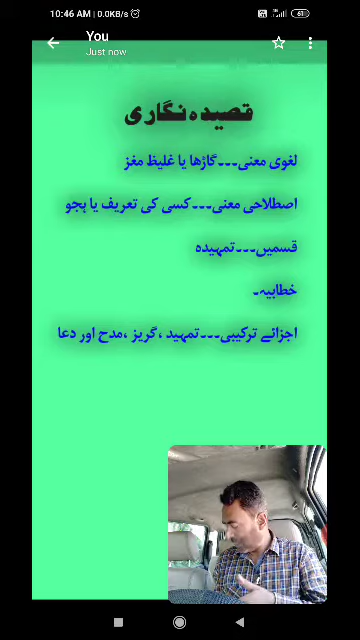 10:46 AM | 0.0KB/s
61
You
Just now
قصیدہ نگاری
لغوی معنی۔۔۔گاڑھا یا غلیظ مغز
اصطلاحی معنی۔۔۔کسی کی تعریف یا ہجو
قسمیں۔۔۔تمہیدہ
خطابیہ۔
اجزائے ترکیبی۔۔۔تمہید ،گریز ،مدح اور دعا